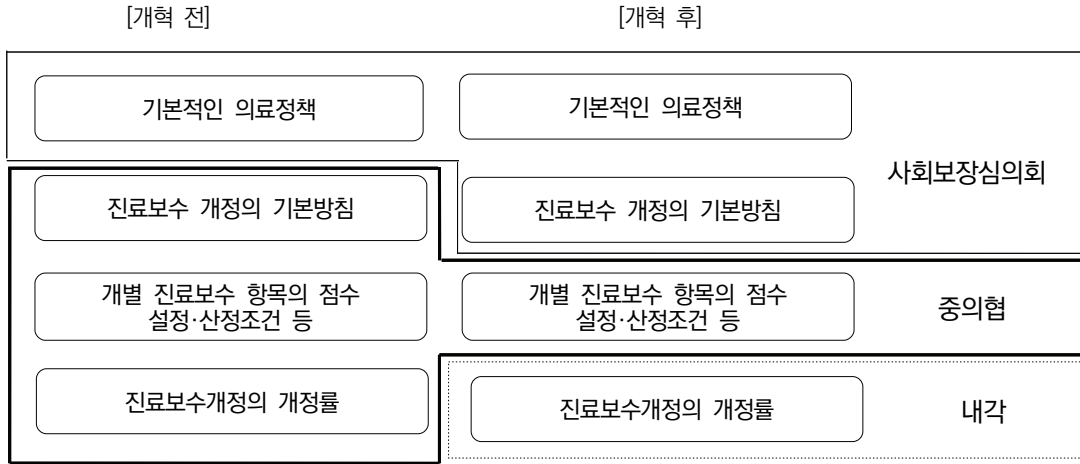 [개혁 전]
[개혁 후]
기본적인 의료정책
기본적인 의료정책
사회보장심의회
진료보수 개정의 기본방침
진료보수 개정의 기본방침
개별 진료보수 항목의 점수
설정·산정조건 등
개별 진료보수 항목의 점수
설정·산정조건 등
중의협
진료보수개정의 개정률
진료보수개정의 개정률
내각